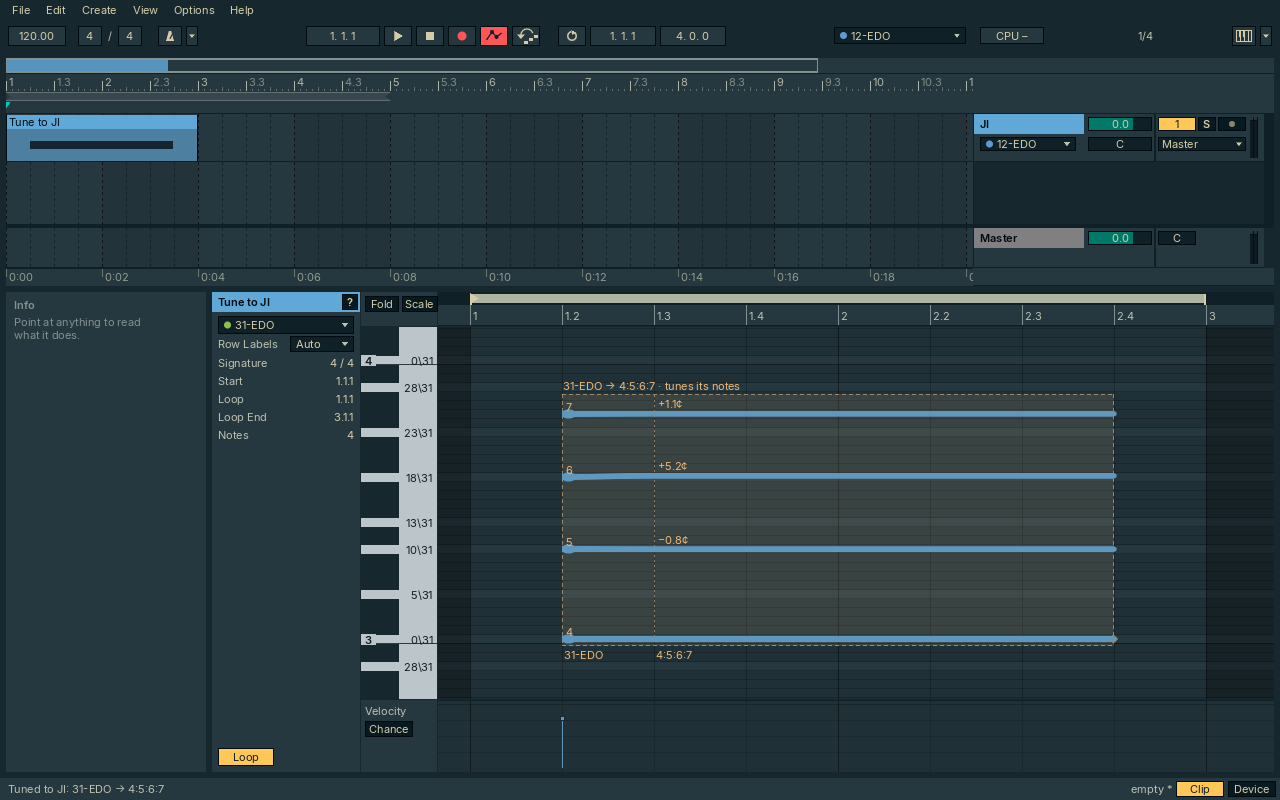 File Edit Create View Options Help
120.00 4 / 4 1. 1. 1 1. 1. 1 4. 0. 0 12-EDO CPU – 1/4
1 1.3 2 2.3 3 3.3 4 4.3 5 5.3 6 6.3 7 7.3 8 8.3 9 9.3 10 10.3 1
Tune to JI
JI 0.0 1 S
12-EDO C Master
Master 0.0 C
0:00 0:02 0:04 0:06 0:08 0:10 0:12 0:14 0:16 0:18
Info
Point at anything to read
what it does.
Tune to JI ?
31-EDO
Row Labels Auto
Signature 4 / 4
Start 1.1.1
Loop 1.1.1
Loop End 3.1.1
Notes 4
Loop
Fold Scale
1 1.2 1.3 1.4 2 2.2 2.3 2.4 3
4 0\31
28\31
23\31
18\31
13\31
10\31
5\31
3 0\31
28\31
31-EDO → 4:5:6:7 · tunes its notes
7 +1.1¢
6 +5.2¢
5 −0.8¢
4
31-EDO 4:5:6:7
Velocity
Chance
Tuned to JI: 31-EDO → 4:5:6:7 empty * Clip Device